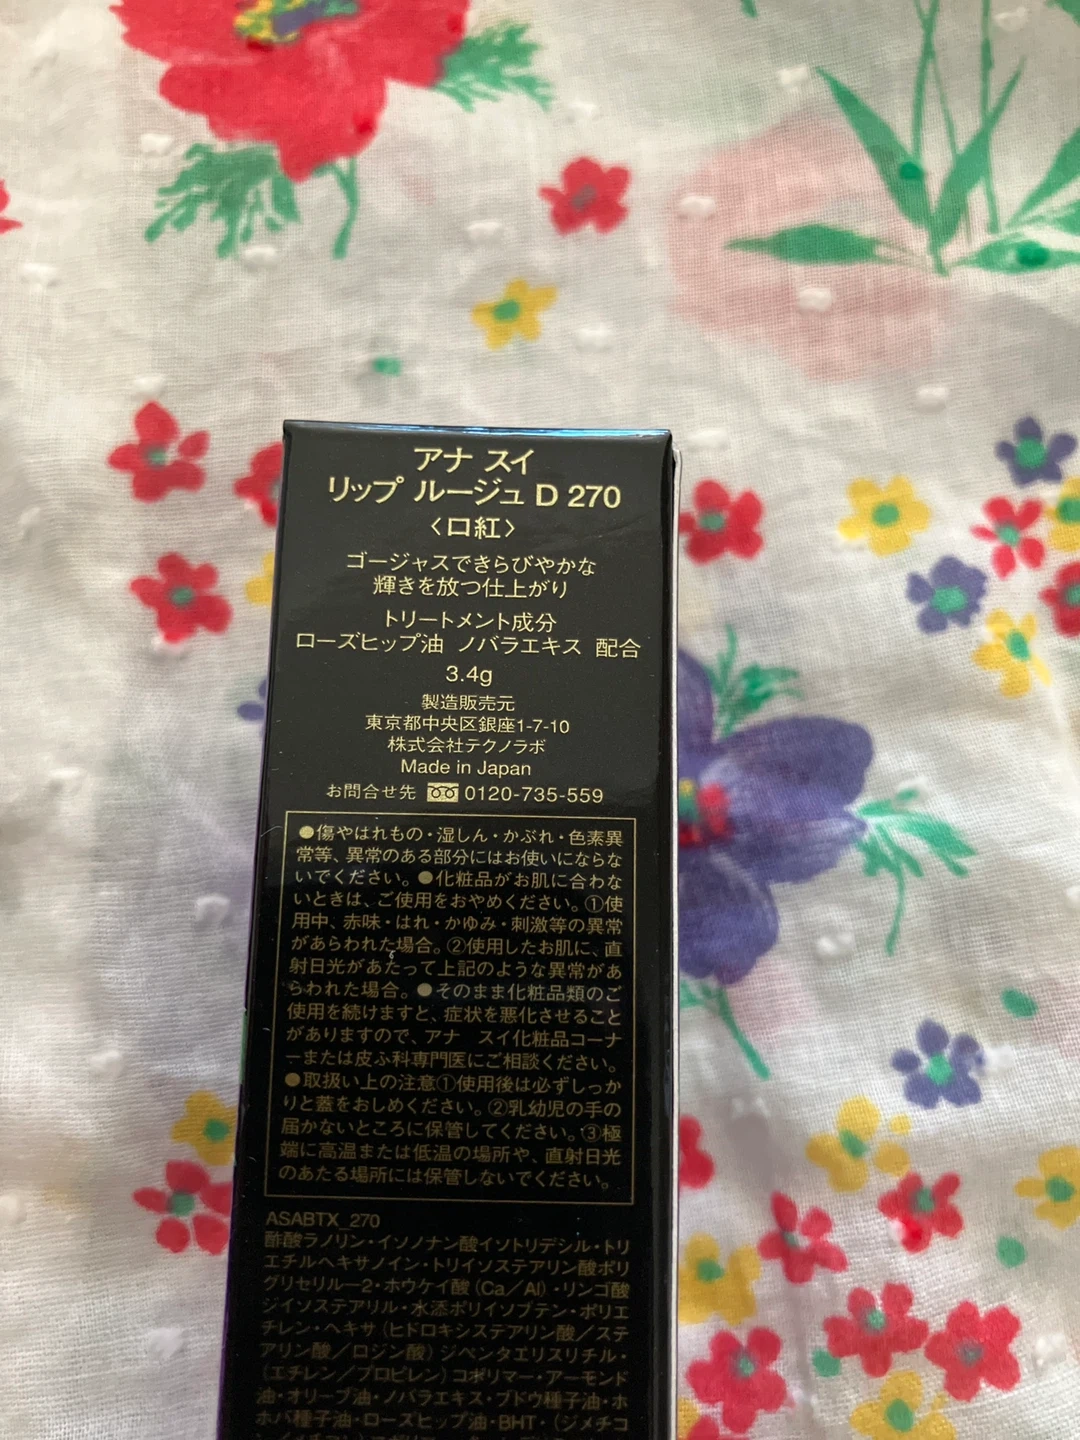 アナ スイ
リップ ルージュ D 270
〈口紅〉
ゴージャスできらびやかな
輝きを放つ仕上がり
トリートメント成分
ローズヒップ油 ノバラエキス 配合
3.4g
製造販売元
東京都中央区銀座1-7-10
株式会社テクノラボ
Made in Japan
お問合せ先 0120-735-559
●傷やはれもの・湿しん・かぶれ・色素異
常等、異常のある部分にはお使いにならな
いでください。●化粧品がお肌に合わな
いときは、ご使用をおやめください。①使
用中、赤味・はれ・かゆみ・刺激等の異常
があらわれた場合。②使用したお肌に、直
射日光があたって上記のような異常があ
らわれた場合。●そのまま化粧品類のご
使用を続けますと、症状を悪化させること
がありますので、アナ スイ化粧品コーナ
ーまたは皮ふ科専門医にご相談ください。
●取扱い上の注意①使用後は必ずしっか
りと蓋をおしめください。②乳幼児の手の
届かないところに保管してください。③極
端に高温または低温の場所や、直射日光
のあたる場所には保管しないでください。
ASABTX_270
酢酸ラノリン・イソノナン酸イソトリデシル・トリ
エチルヘキサノイン・トリイソステアリン酸ポリ
グリセリル-2・ホウケイ酸(Ca/Al)・リンゴ酸
ジイソステアリル・水添ポリイソブテン・ポリエ
チレン・ヘキサ(ヒドロキシステアリン酸/ステ
アリン酸/ロジン酸)ジペンタエリスリチル・
(エチレン/プロピレン)コポリマー・アーモンド
油・オリーブ油・ノバラエキス・ブドウ種子油・ホ
ホバ種子油・ローズヒップ油・BHT・(ジメチコ